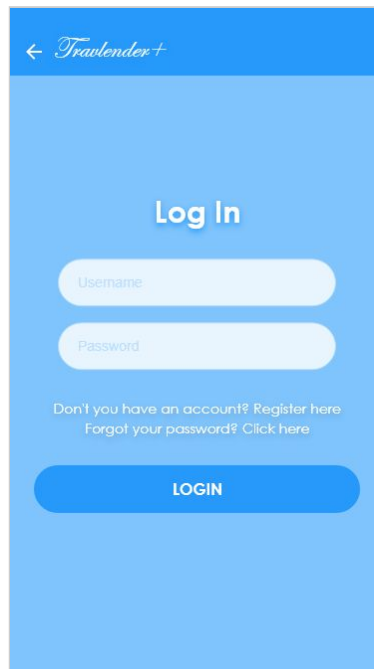 Travlender+
Log In
Username
Password
Don't you have an account? Register here
Forgot your password? Click here
LOGIN